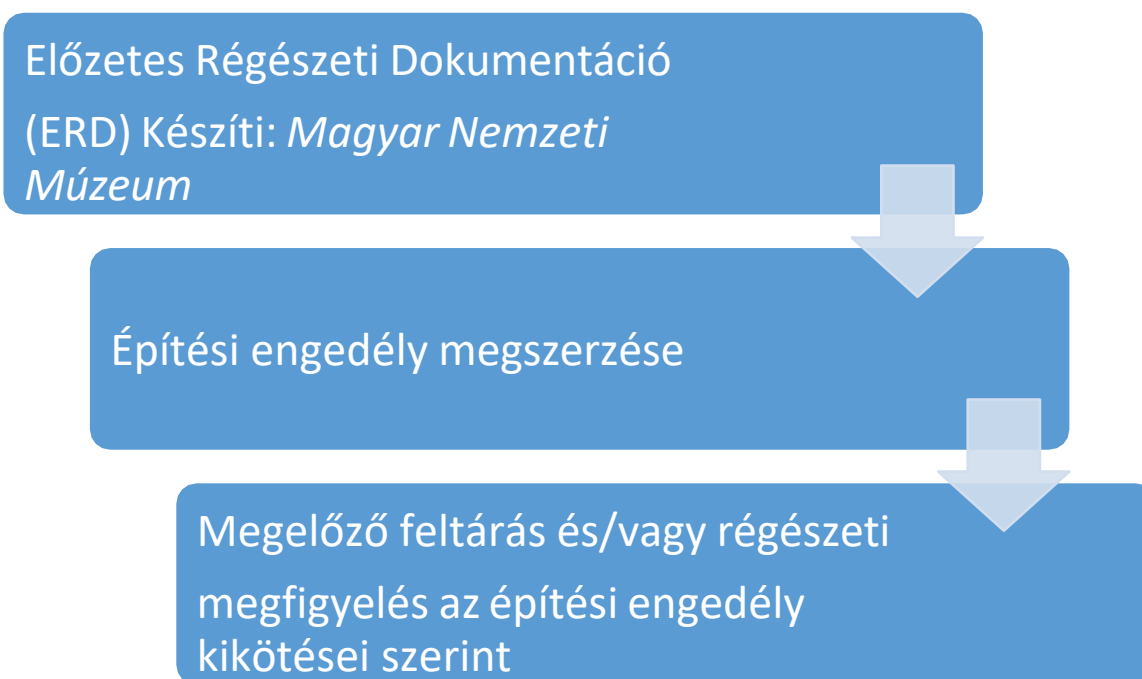 Előzetes Régészeti Dokumentáció
(ERD) Készíti: Magyar Nemzeti
Múzeum
Építési engedély megszerzése
Megelőző feltárás és/vagy régészeti
megfigyelés az építési engedély
kikötései szerint